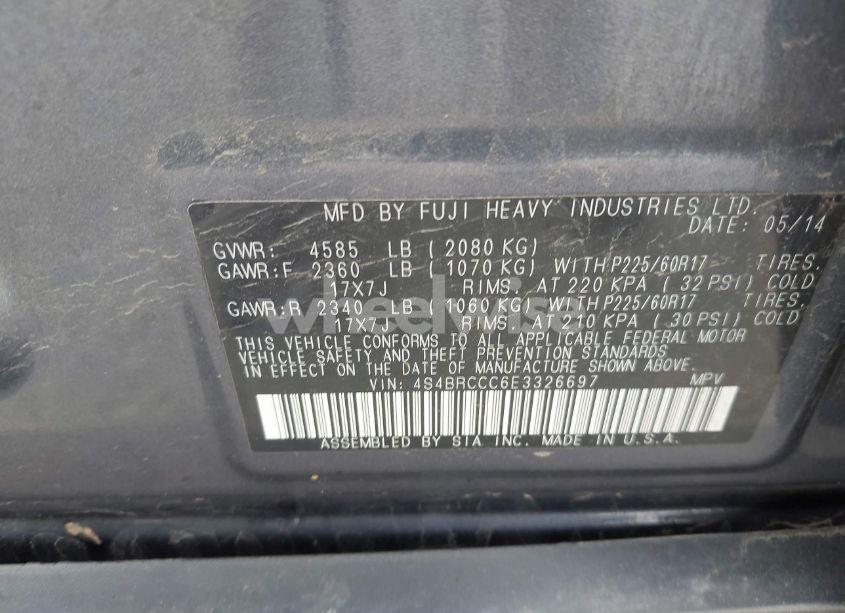 MFD BY FUJI HEAVY INDUSTRIES LTD.
DATE: 05/14
GVWR: 4585 LB (2080 KG)
GAWR:F 2360 LB (1070 KG) WITH P225/60R17 TIRES.
17X7J RIMS. AT 220 KPA (32 PSI) COLD
GAWR:R 2340 LB (1060 KG) WITH P225/60R17 TIRES.
17X7J RIMS. AT 210 KPA (30 PSI) COLD
wheelwise
THIS VEHICLE CONFORMS TO ALL APPLICABLE FEDERAL MOTOR
VEHICLE SAFETY AND THEFT PREVENTION STANDARDS
IN EFFECT ON THE DATE OF MANUFACTURE SHOWN ABOVE.
VIN: 4S4BRCCC6E3326697 MPV
ASSEMBLED BY SIA INC. MADE IN U.S.A.